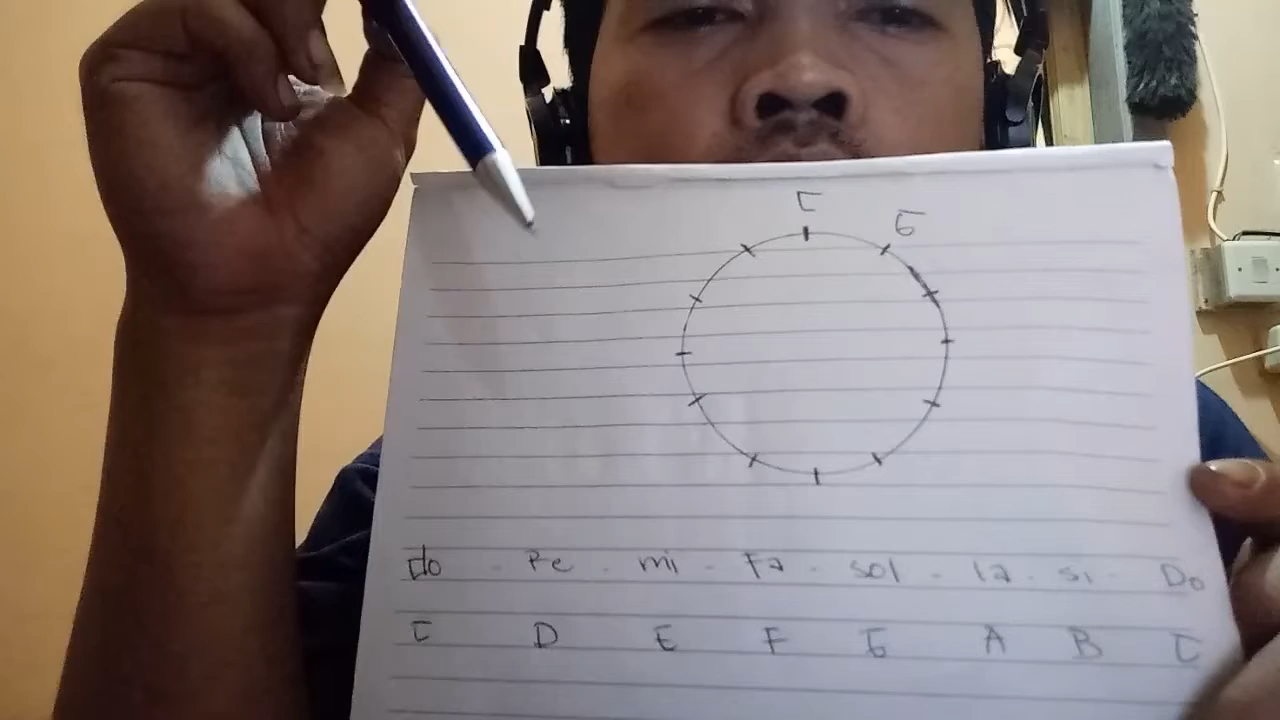 C
G
do - Re - mi - Fa - sol - la - si - Do
C D E F G A B C